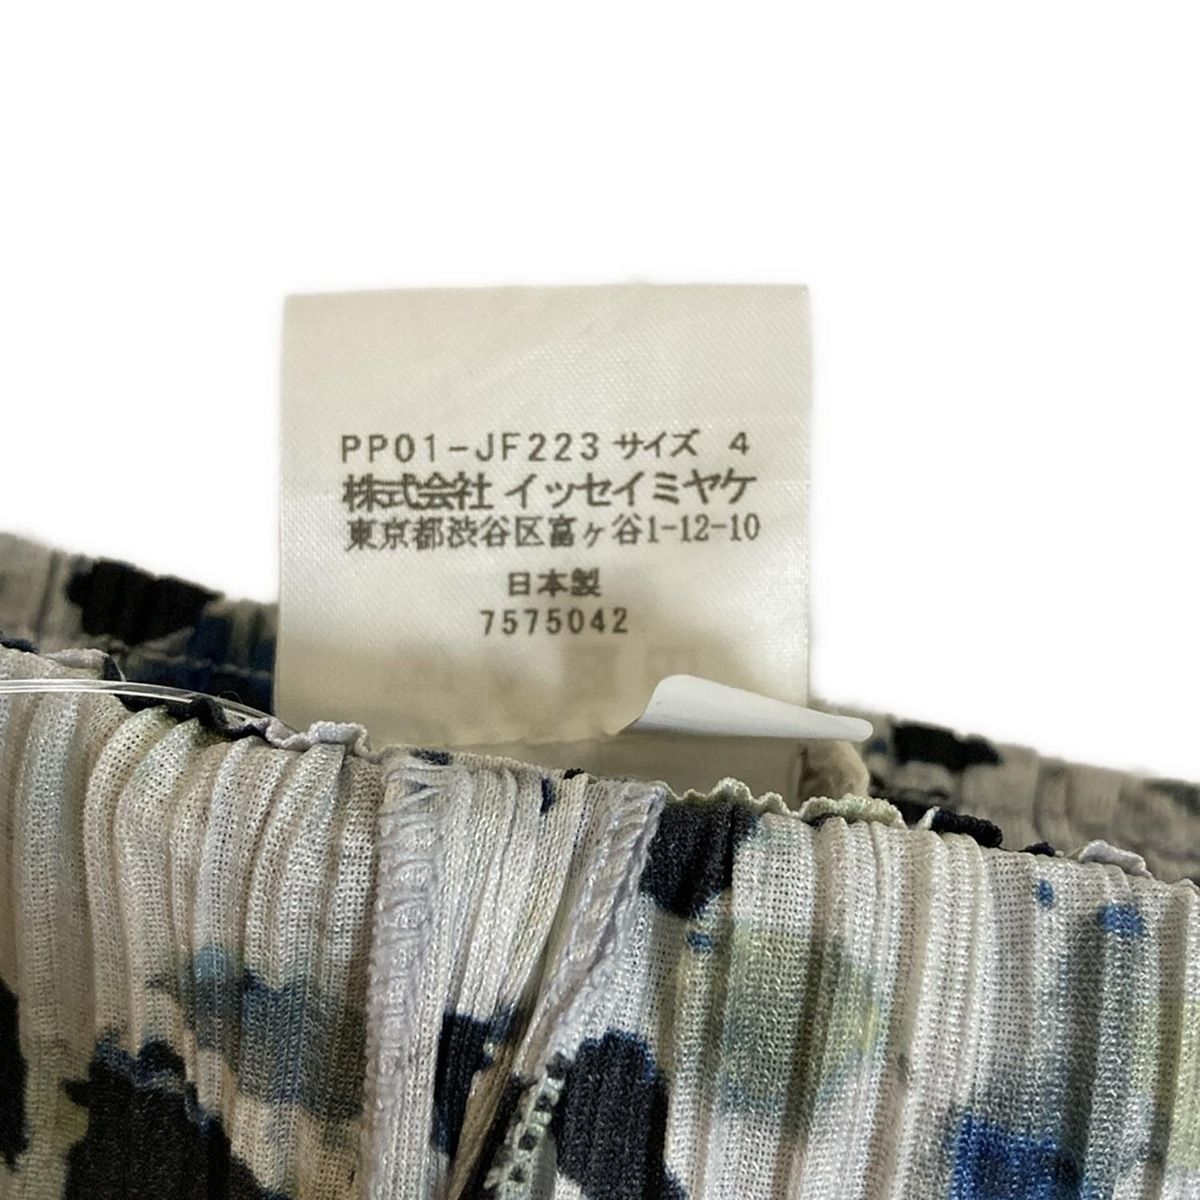 PP01-JF223 サイズ 4
株式会社 イッセイミヤケ
東京都渋谷区富ヶ谷1-12-10
日本製
7575042